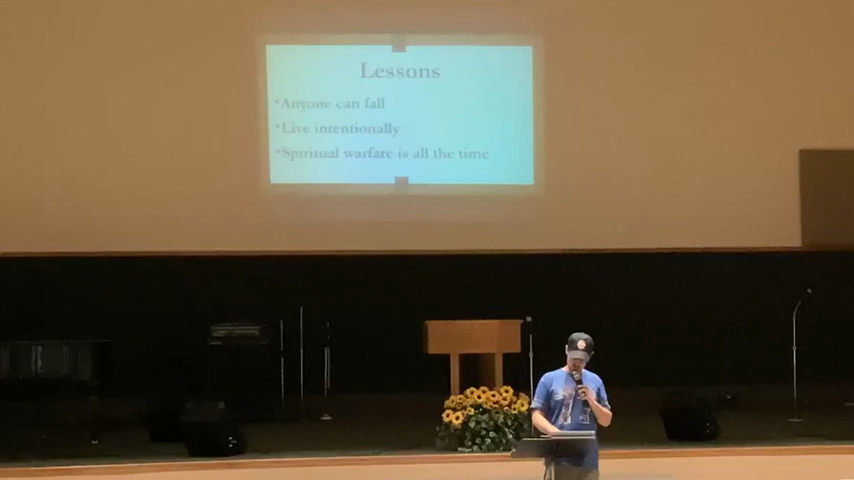 Lessons
*Anyone can fall
*Live intentionally
*Spiritual warfare is all the time